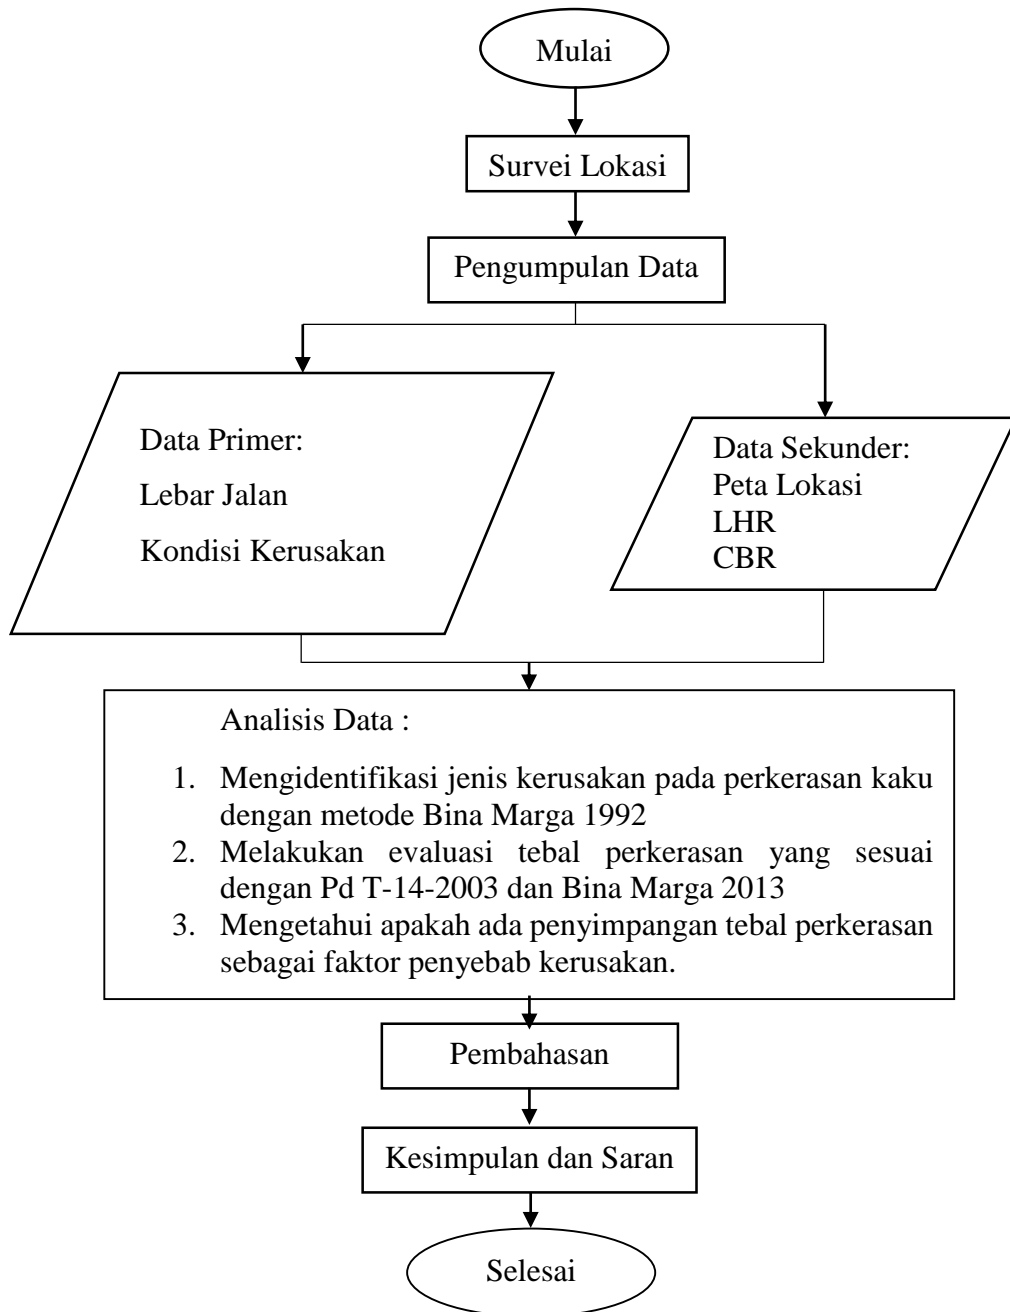 Mulai
Survei Lokasi
Pengumpulan Data
Data Primer:
Lebar Jalan
Kondisi Kerusakan
Data Sekunder:
Peta Lokasi
LHR
CBR
Analisis Data :
1. Mengidentifikasi jenis kerusakan pada perkerasan kaku
dengan metode Bina Marga 1992
2. Melakukan evaluasi tebal perkerasan yang sesuai
dengan Pd T-14-2003 dan Bina Marga 2013
3. Mengetahui apakah ada penyimpangan tebal perkerasan
sebagai faktor penyebab kerusakan.
Pembahasan
Kesimpulan dan Saran
Selesai